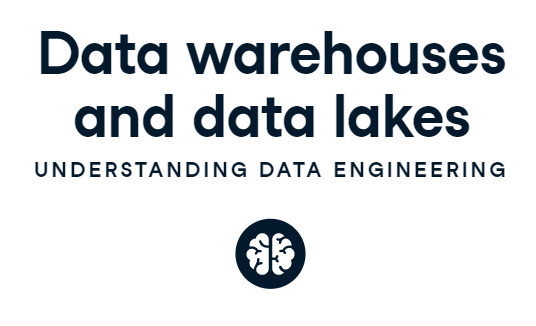 Data warehouses
and data lakes
UNDERSTANDING DATA ENGINEERING